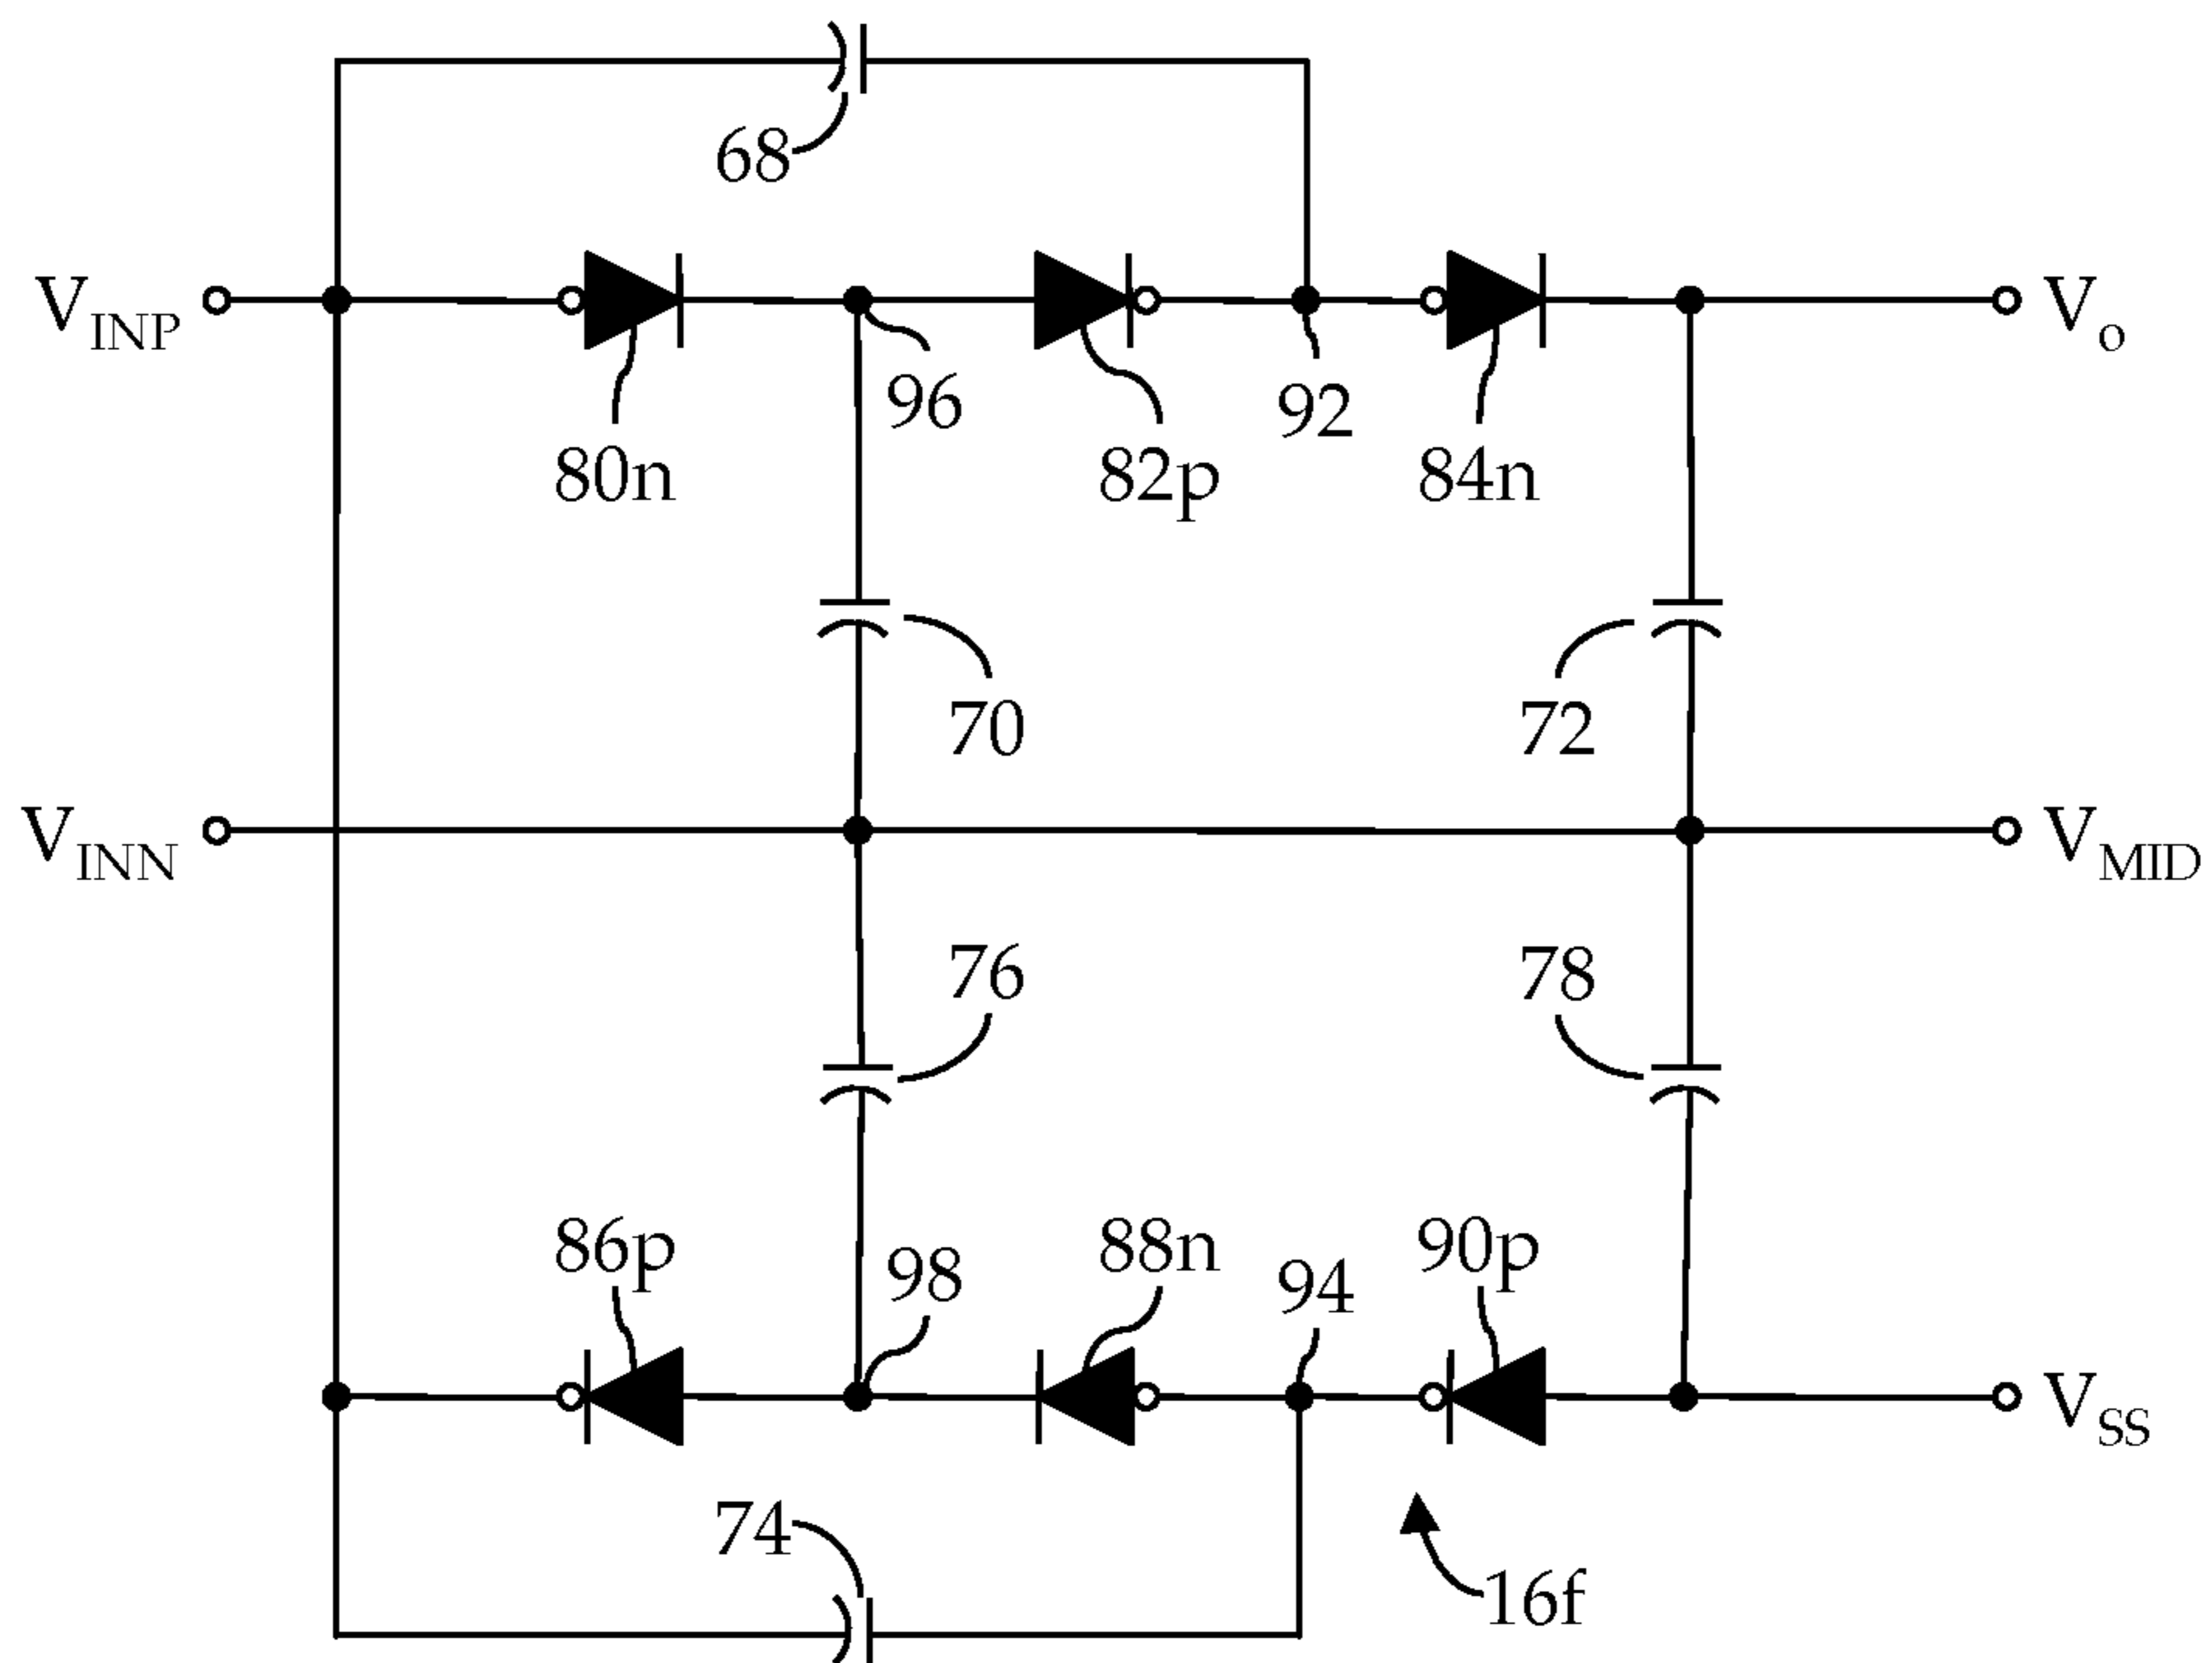 68
V_INP
V_o
96
92
80n
82p
84n
70
72
V_INN
V_MID
76
78
86p
98
88n
94
90p
V_SS
74
16f